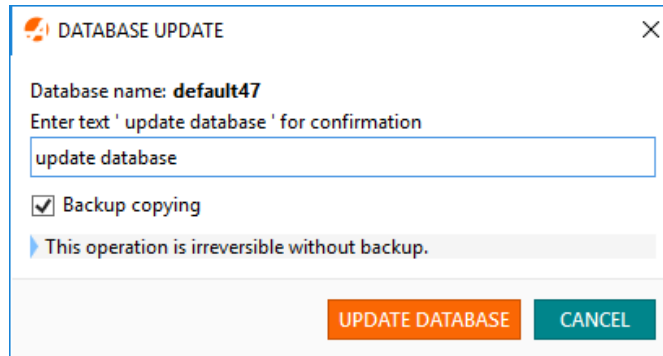 DATABASE UPDATE
Database name: default47
Enter text ' update database ' for confirmation
update database
Backup copying
This operation is irreversible without backup.
UPDATE DATABASE CANCEL